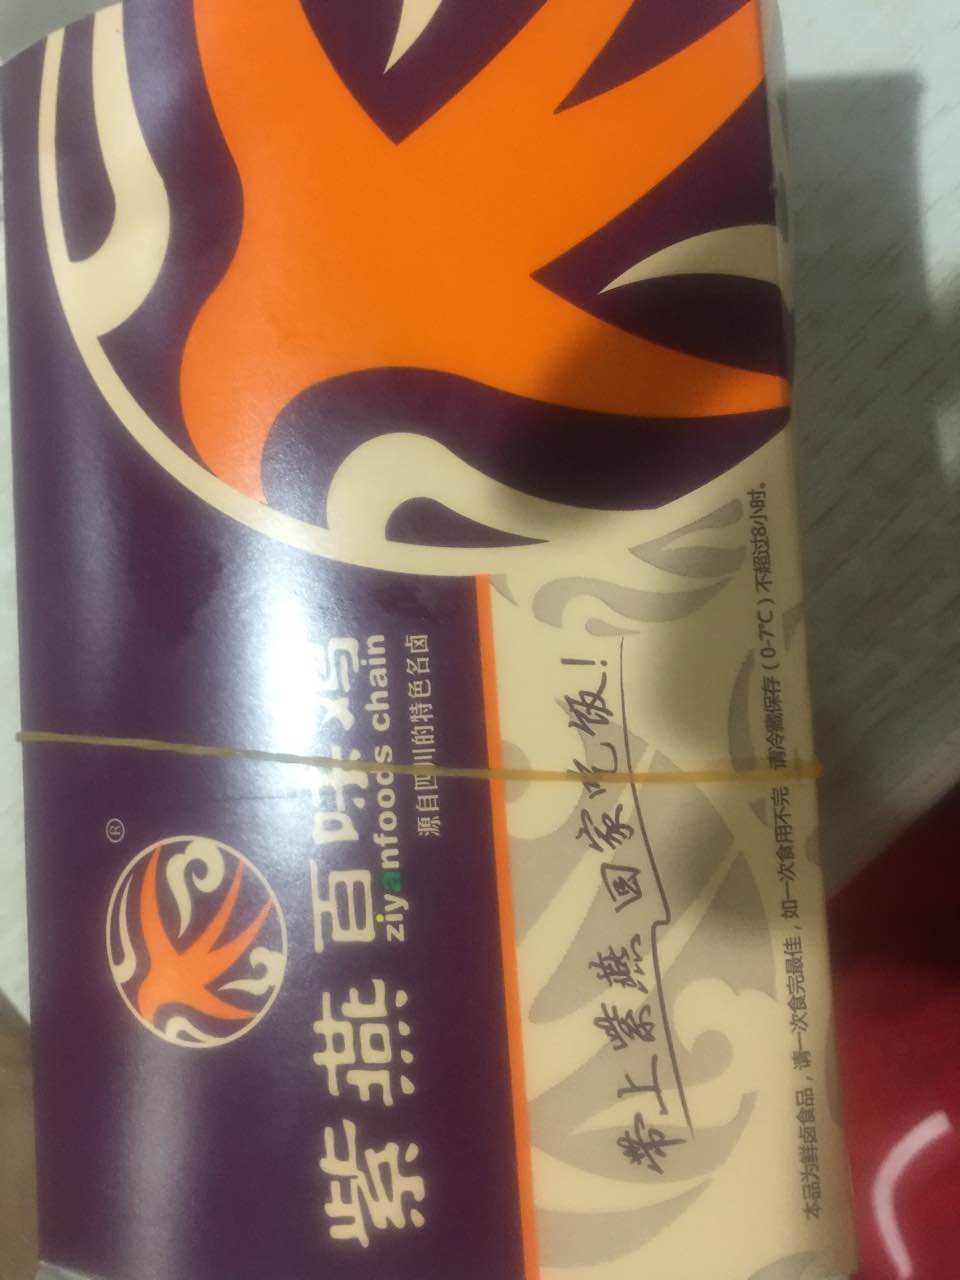 ®
紫燕 百味鸡
ziyanfoods chain
源自四川的特色名卤
带上紫燕 回家吃饭!
本品为鲜卤食品，请一次食完最佳，如一次食用不完 请冷藏保存（0-7℃）不超过8小时。